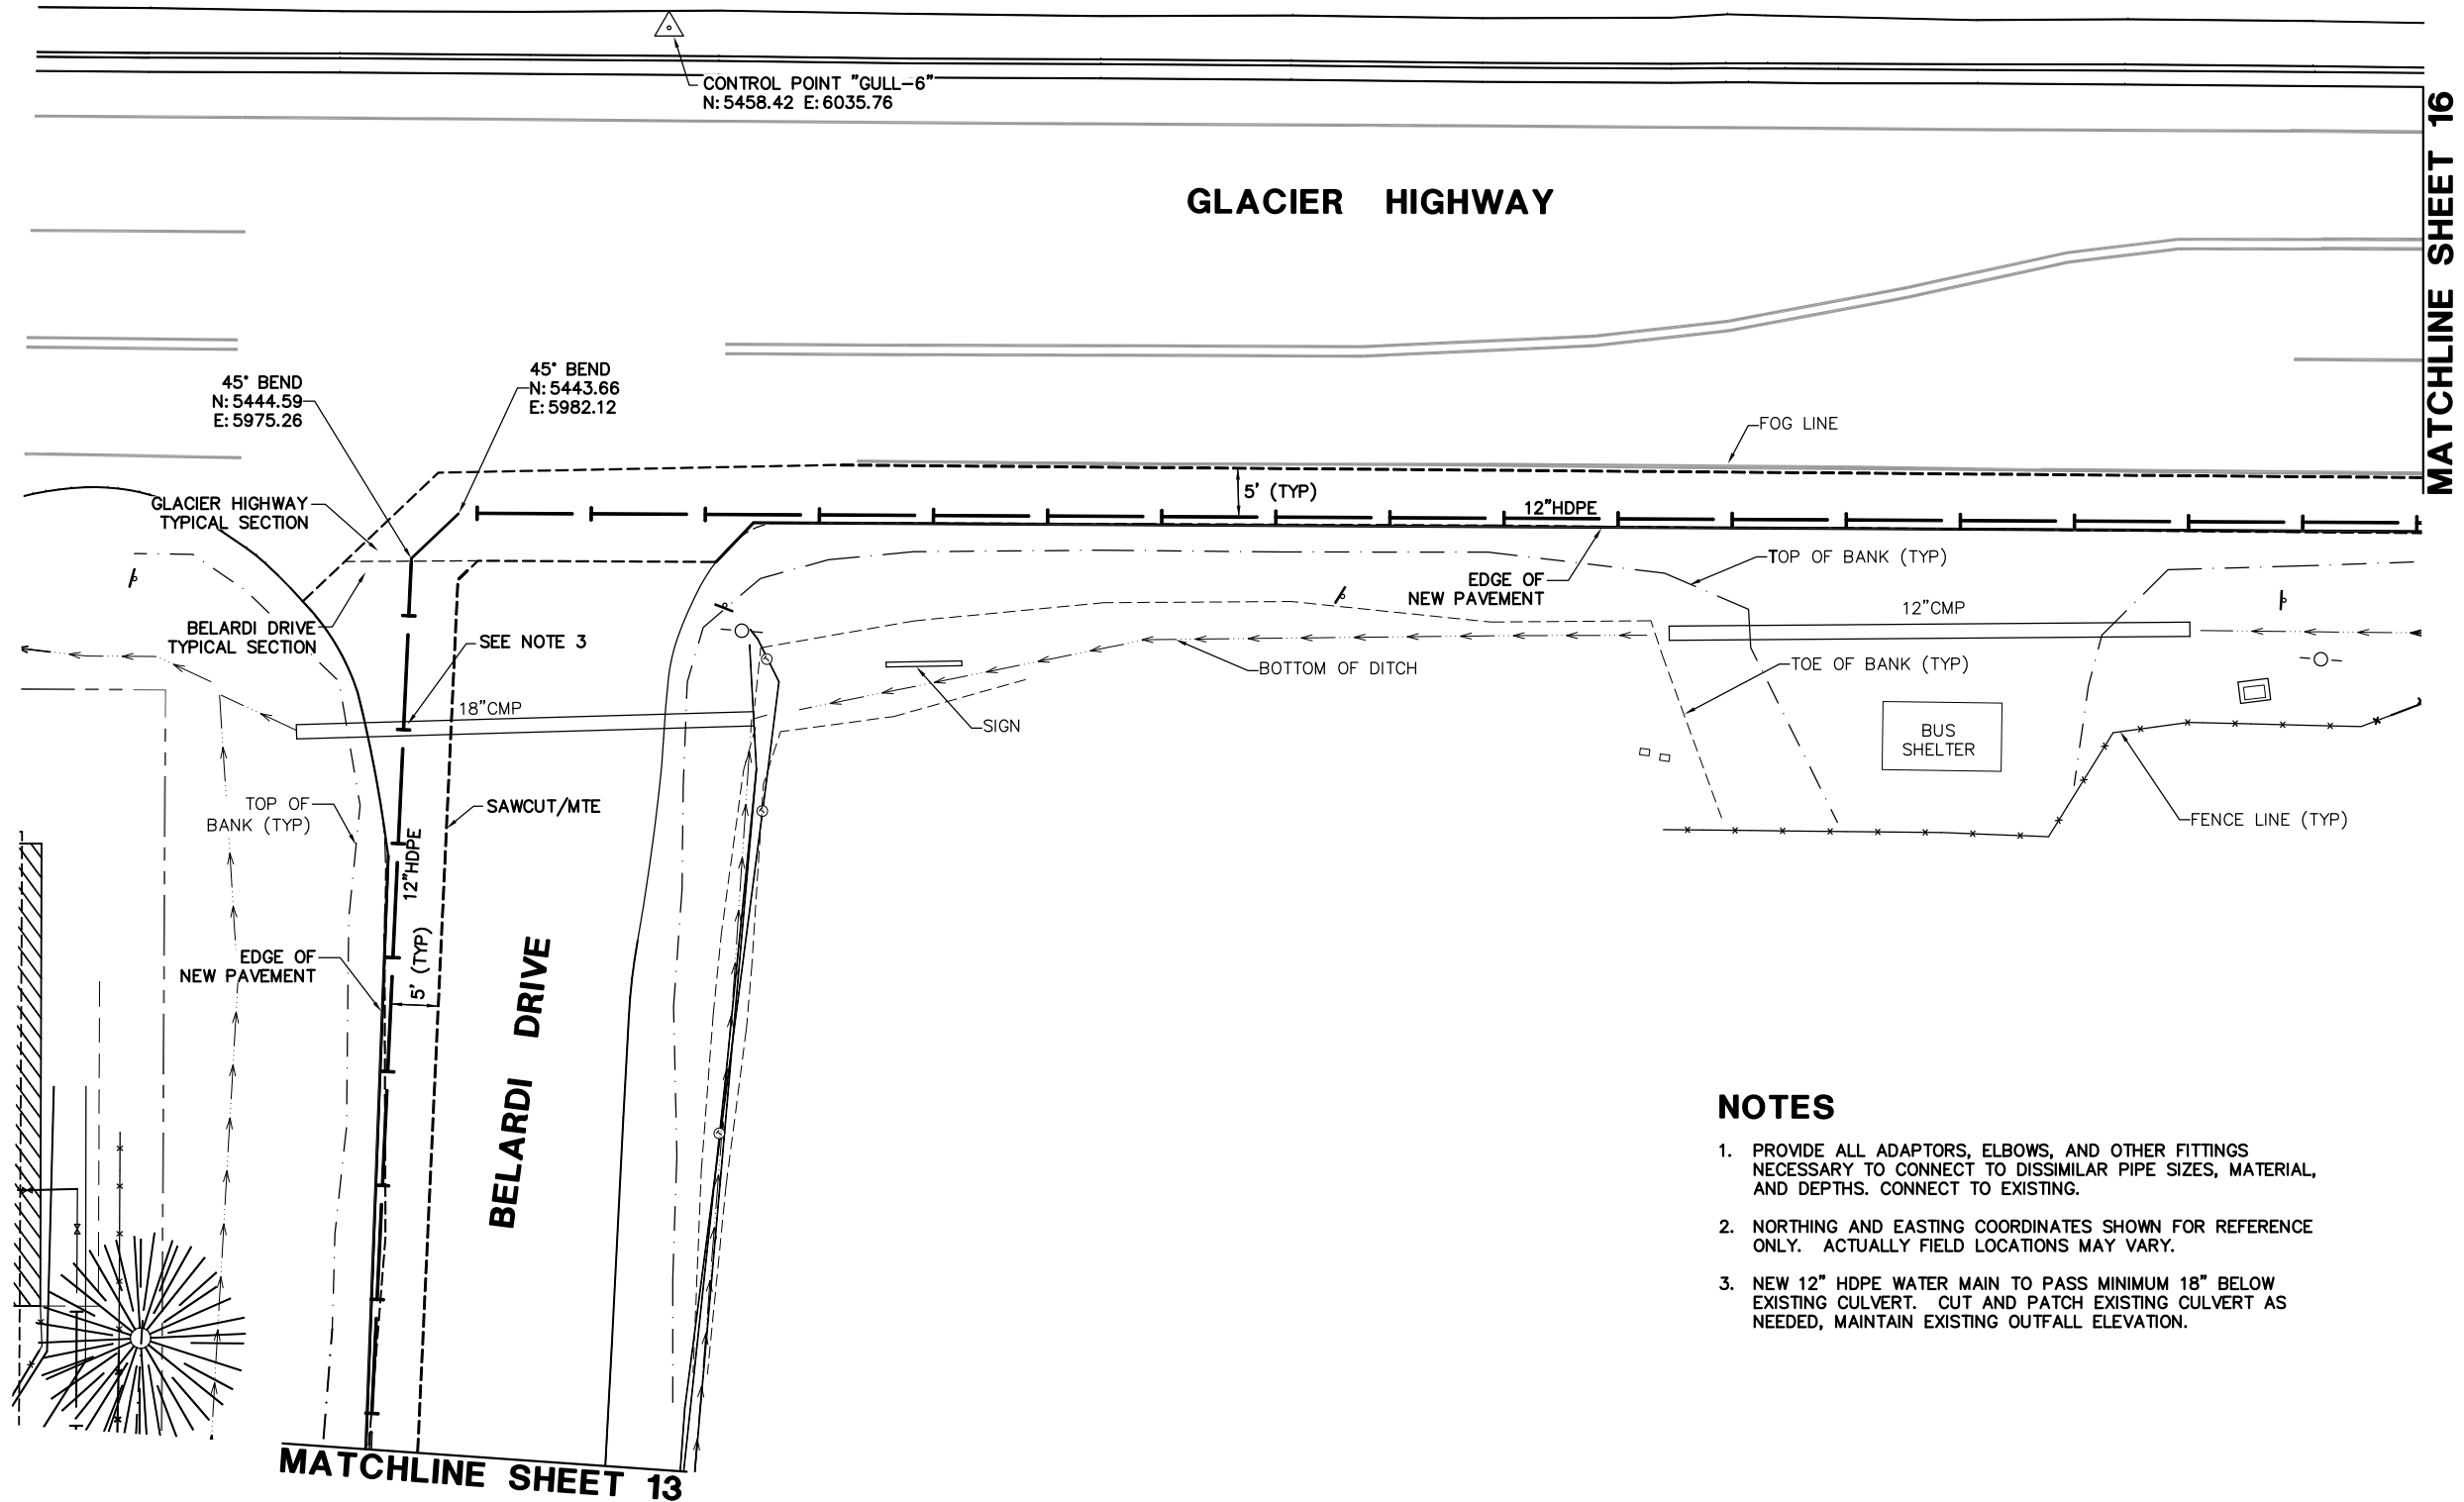 CONTROL POINT "GULL-6"
N: 5458.42 E: 6035.76
MATCHLINE SHEET 16
GLACIER HIGHWAY
45° BEND
N: 5444.59
E: 5975.26
45° BEND
N: 5443.66
E: 5982.12
FOG LINE
GLACIER HIGHWAY
TYPICAL SECTION
5' (TYP)
12"HDPE
TOP OF BANK (TYP)
EDGE OF
NEW PAVEMENT
12"CMP
BELARDI DRIVE
TYPICAL SECTION
SEE NOTE 3
BOTTOM OF DITCH
TOE OF BANK (TYP)
18"CMP
SIGN
BUS
SHELTER
TOP OF
BANK (TYP)
SAWCUT/MTE
FENCE LINE (TYP)
12"HDPE
EDGE OF
NEW PAVEMENT
5' (TYP)
BELARDI DRIVE
NOTES
1. PROVIDE ALL ADAPTORS, ELBOWS, AND OTHER FITTINGS
NECESSARY TO CONNECT TO DISSIMILAR PIPE SIZES, MATERIAL,
AND DEPTHS. CONNECT TO EXISTING.
2. NORTHING AND EASTING COORDINATES SHOWN FOR REFERENCE
ONLY. ACTUALLY FIELD LOCATIONS MAY VARY.
3. NEW 12" HDPE WATER MAIN TO PASS MINIMUM 18" BELOW
EXISTING CULVERT. CUT AND PATCH EXISTING CULVERT AS
NEEDED, MAINTAIN EXISTING OUTFALL ELEVATION.
MATCHLINE SHEET 13